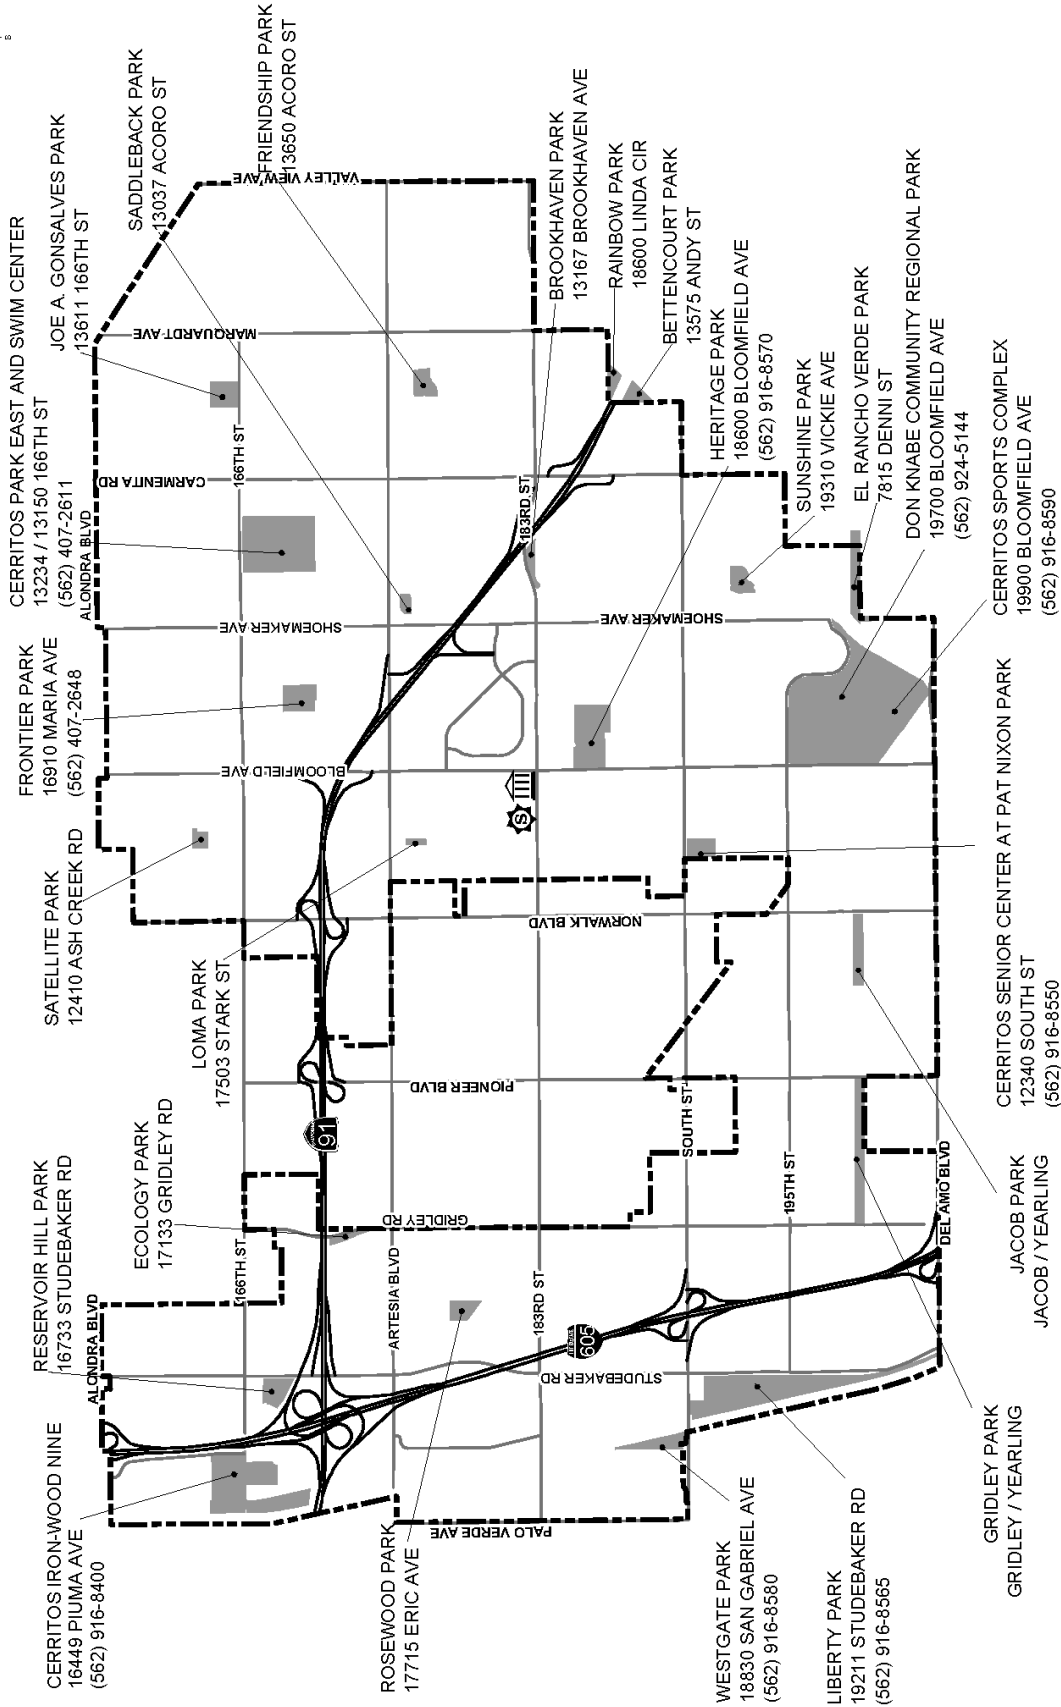 CERRITOS IRON-WOOD NINE
16449 PIUMA AVE
(562) 916-8400
RESERVOIR HILL PARK
16733 STUDEBAKER RD
ECOLOGY PARK
17133 GRIDLEY RD
SATELLITE PARK
12410 ASH CREEK RD
LOMA PARK
17503 STARK ST
FRONTIER PARK
16910 MARIA AVE
(562) 407-2648
CERRITOS PARK EAST AND SWIM CENTER
13234 / 13150 166TH ST
(562) 407-2611
JOE A. GONSALVES PARK
13611 166TH ST
SADDLEBACK PARK
13037 ACORO ST
FRIENDSHIP PARK
13650 ACORO ST
ALONDRA BLVD
ALONDRA BLVD
166TH ST
166TH ST
ARTESIA BLVD
183RD ST
183RD ST
SOUTH ST
195TH ST
DEL AMO BLVD
PALO VERDE AVE
STUDEBAKER RD
GRIDLEY RD
PIONEER BLVD
NORWALK BLVD
BLOOMFIELD AVE
SHOEMAKER AVE
SHOEMAKER AVE
CARMENITA RD
MARQUARDT AVE
VALLEY VIEW AVE
91
605
S
ROSEWOOD PARK
17715 ERIC AVE
WESTGATE PARK
18830 SAN GABRIEL AVE
(562) 916-8580
LIBERTY PARK
19211 STUDEBAKER RD
(562) 916-8565
GRIDLEY PARK
GRIDLEY / YEARLING
JACOB PARK
JACOB / YEARLING
CERRITOS SENIOR CENTER AT PAT NIXON PARK
12340 SOUTH ST
(562) 916-8550
CERRITOS SPORTS COMPLEX
19900 BLOOMFIELD AVE
(562) 916-8590
DON KNABE COMMUNITY REGIONAL PARK
19700 BLOOMFIELD AVE
(562) 924-5144
EL RANCHO VERDE PARK
7815 DENNI ST
SUNSHINE PARK
19310 VICKIE AVE
HERITAGE PARK
18600 BLOOMFIELD AVE
(562) 916-8570
BETTENCOURT PARK
13575 ANDY ST
RAINBOW PARK
18600 LINDA CIR
BROOKHAVEN PARK
13167 BROOKHAVEN AVE